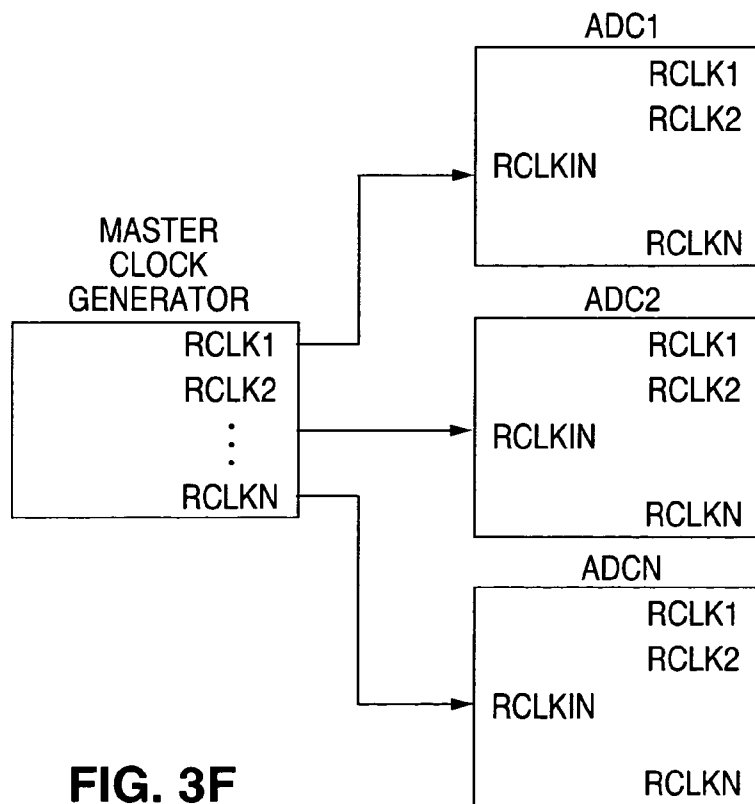 MASTER
CLOCK
GENERATOR
RCLK1
RCLK2
RCLKN
ADC1
RCLK1
RCLK2
RCLKIN
RCLKN
ADC2
RCLK1
RCLK2
RCLKIN
RCLKN
ADCN
RCLK1
RCLK2
RCLKIN
RCLKN
FIG. 3F